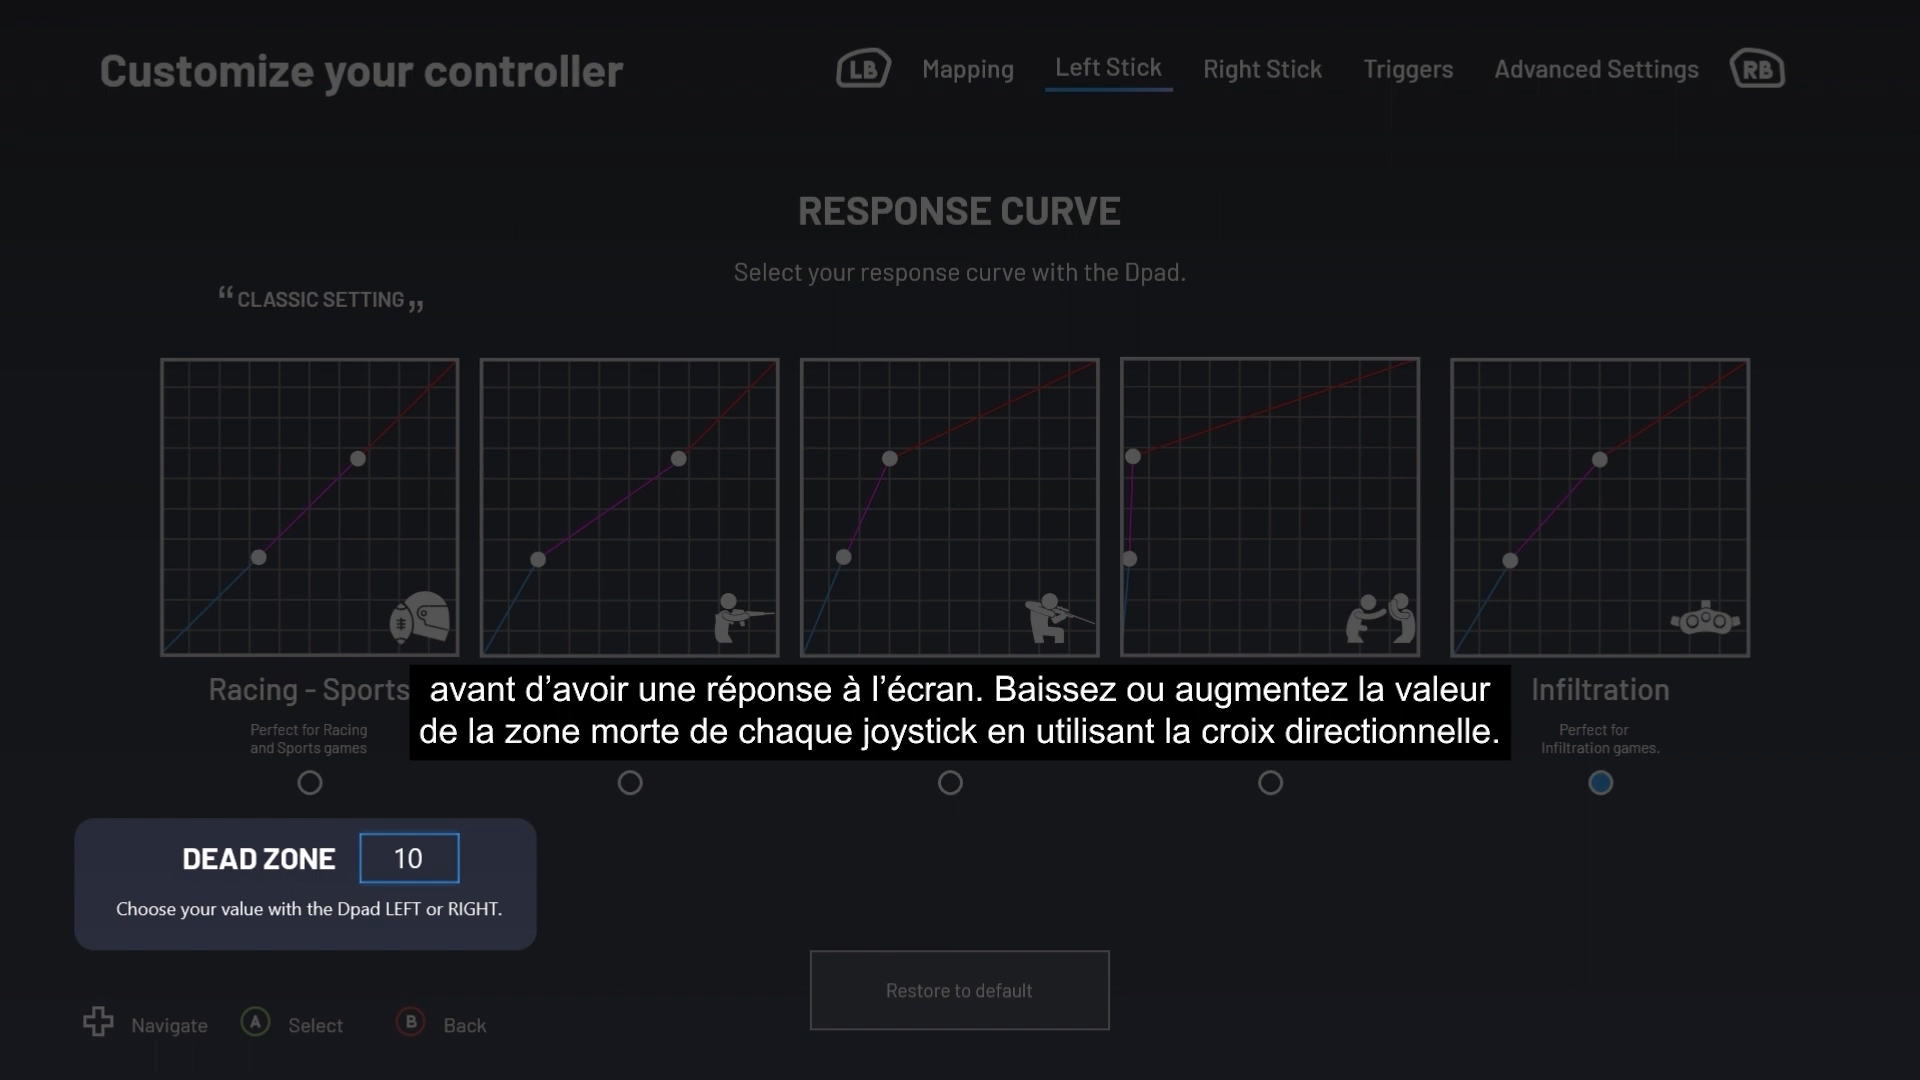 Customize your controller
LB Mapping Left Stick Right Stick Triggers Advanced Settings RB
RESPONSE CURVE
Select your response curve with the Dpad.
“CLASSIC SETTING„
Racing - Sports
Perfect for Racing
and Sports games
avant d’avoir une réponse à l’écran. Baissez ou augmentez la valeur
de la zone morte de chaque joystick en utilisant la croix directionnelle.
Infiltration
Perfect for
Infiltration games.
DEAD ZONE 10
Choose your value with the Dpad LEFT or RIGHT.
Restore to default
Navigate A Select B Back